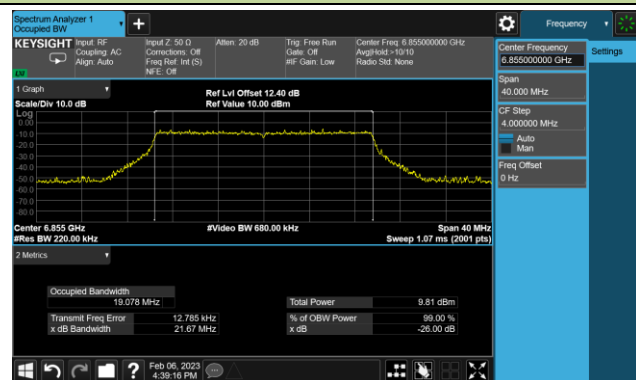 Spectrum Analyzer 1
Occupied BW
Frequency
KEYSIGHT
Input: RF
Coupling: AC
Align: Auto
Input Z: 50 Ω
Corrections: Off
Freq Ref: Int (S)
NFE: Off
Atten: 20 dB
Trig: Free Run
Gate: Off
#IF Gain: Low
Center Freq: 6.855000000 GHz
Avg|Hold:>10/10
Radio Std: None
Center Frequency
6.855000000 GHz
Settings
Span
40.000 MHz
CF Step
4.000000 MHz
Auto
Man
Freq Offset
0 Hz
1 Graph
Scale/Div 10.0 dB
Ref Lvl Offset 12.40 dB
Ref Value 10.00 dBm
Log
0.00
-10.0
-20.0
-30.0
-40.0
-50.0
-60.0
-70.0
-80.0
Center 6.855 GHz
#Res BW 220.00 kHz
#Video BW 680.00 kHz
Span 40 MHz
Sweep 1.07 ms (2001 pts)
2 Metrics
Occupied Bandwidth
19.078 MHz
Total Power 9.81 dBm
Transmit Freq Error 12.785 kHz
% of OBW Power 99.00 %
x dB Bandwidth 21.67 MHz
x dB -26.00 dB
?
Feb 06, 2023
4:39:16 PM